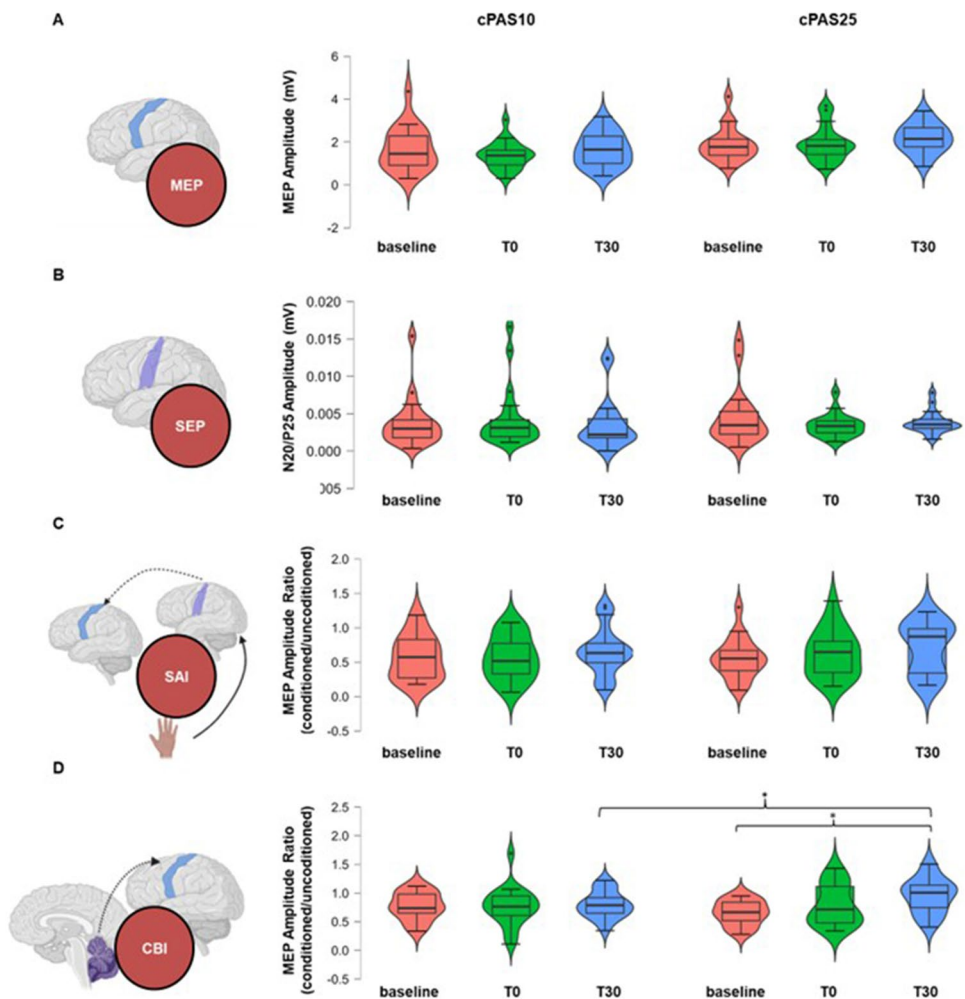 cPAS10 cPAS25
A
MEP
MEP Amplitude (mV)
6
4
2
0
-2
baseline T0 T30 baseline T0 T30
B
SEP
N20/P25 Amplitude (mV)
0.020
0.015
0.010
0.005
0.000
005
baseline T0 T30 baseline T0 T30
C
SAI
MEP Amplitude Ratio
(conditioned/unconditioned)
2.0
1.5
1.0
0.5
0.0
-0.5
baseline T0 T30 baseline T0 T30
D
CBI
MEP Amplitude Ratio
(conditioned/uncoditioned)
2.5
2.0
1.5
1.0
0.5
0.0
-0.5
*
*
baseline T0 T30 baseline T0 T30